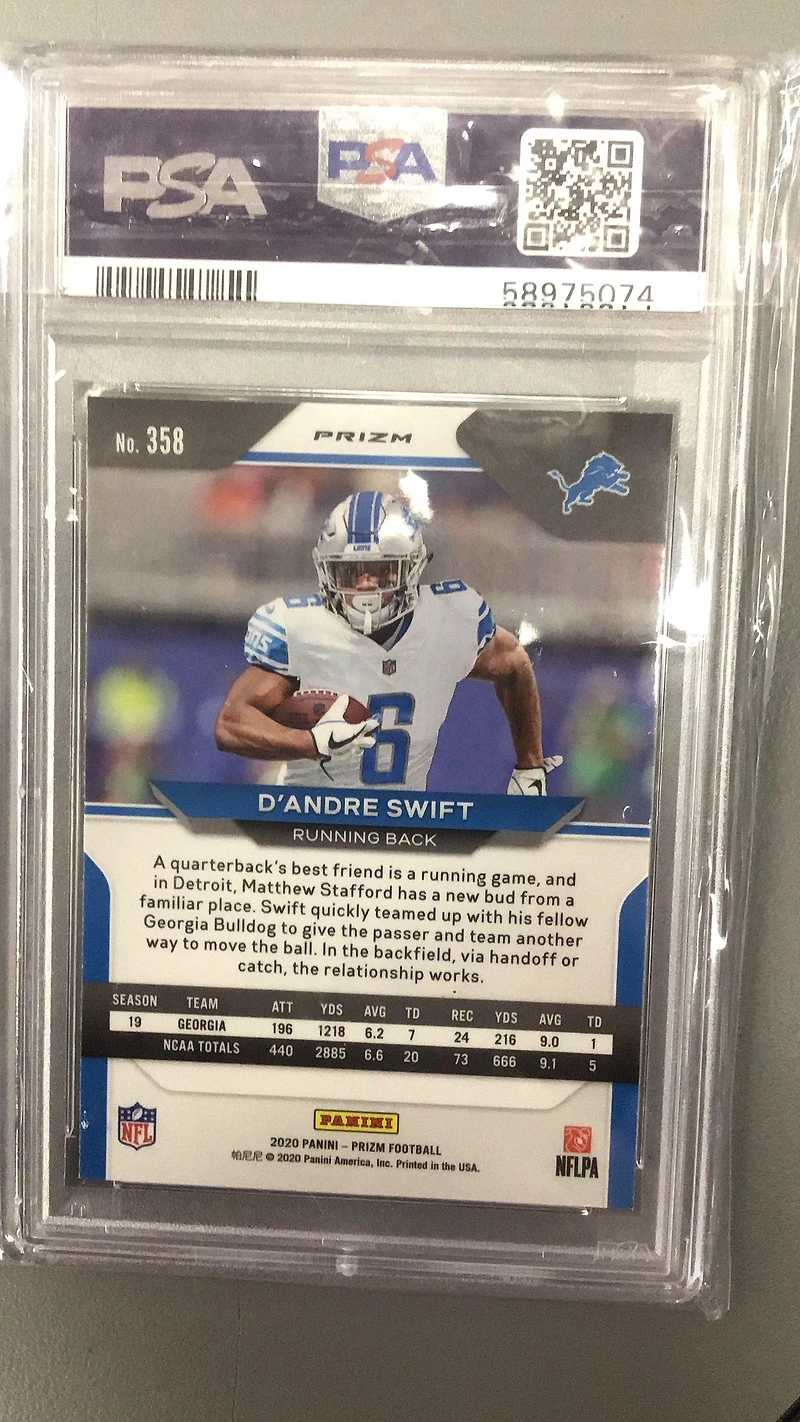 PSA
PSA
58975074
No. 358
PRIZM
LIONS
6
6
6
D'ANDRE SWIFT
RUNNING BACK
A quarterback's best friend is a running game, and
in Detroit, Matthew Stafford has a new bud from a
familiar place. Swift quickly teamed up with his fellow
Georgia Bulldog to give the passer and team another
way to move the ball. In the backfield, via handoff or
catch, the relationship works.
SEASON TEAM ATT YDS AVG TD REC YDS AVG TD
19 GEORGIA 196 1218 6.2 7 24 216 9.0 1
NCAA TOTALS 440 2885 6.6 20 73 666 9.1 5
NFL
PANINI
2020 PANINI – PRIZM FOOTBALL
帕尼尼 © 2020 Panini America, Inc. Printed in the USA.
NFLPA